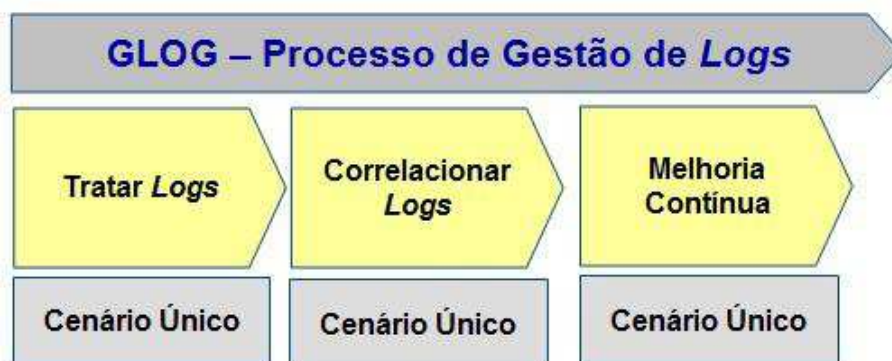 GLOG – Processo de Gestão de Logs
Tratar Logs
Correlacionar
Logs
Melhoria
Contínua
Cenário Único
Cenário Único
Cenário Único